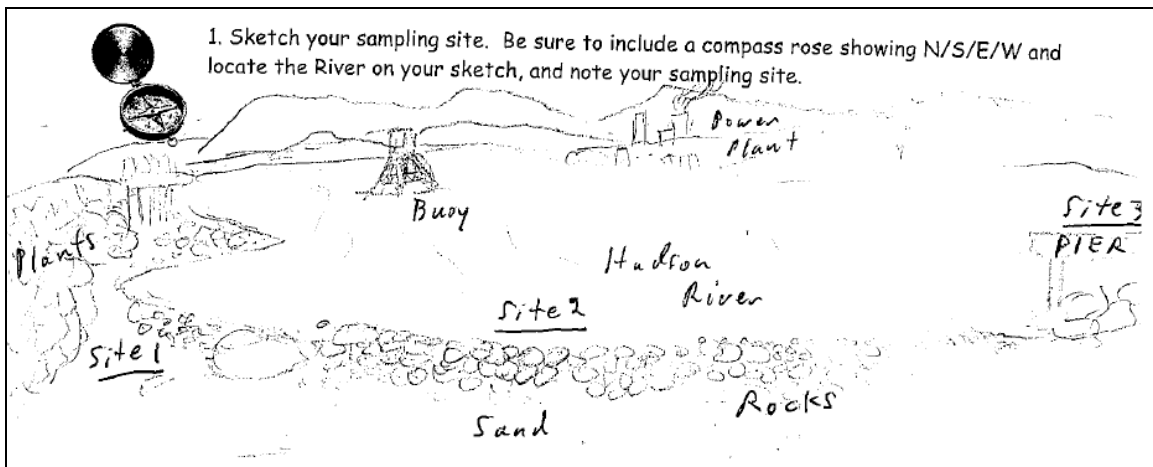 1. Sketch your sampling site. Be sure to include a compass rose showing N/S/E/W and
locate the River on your sketch, and note your sampling site.
Power
Plant
Buoy
Site 3
PIER
Plants
Hudson
River
Site 2
Site 1
Rocks
Sand